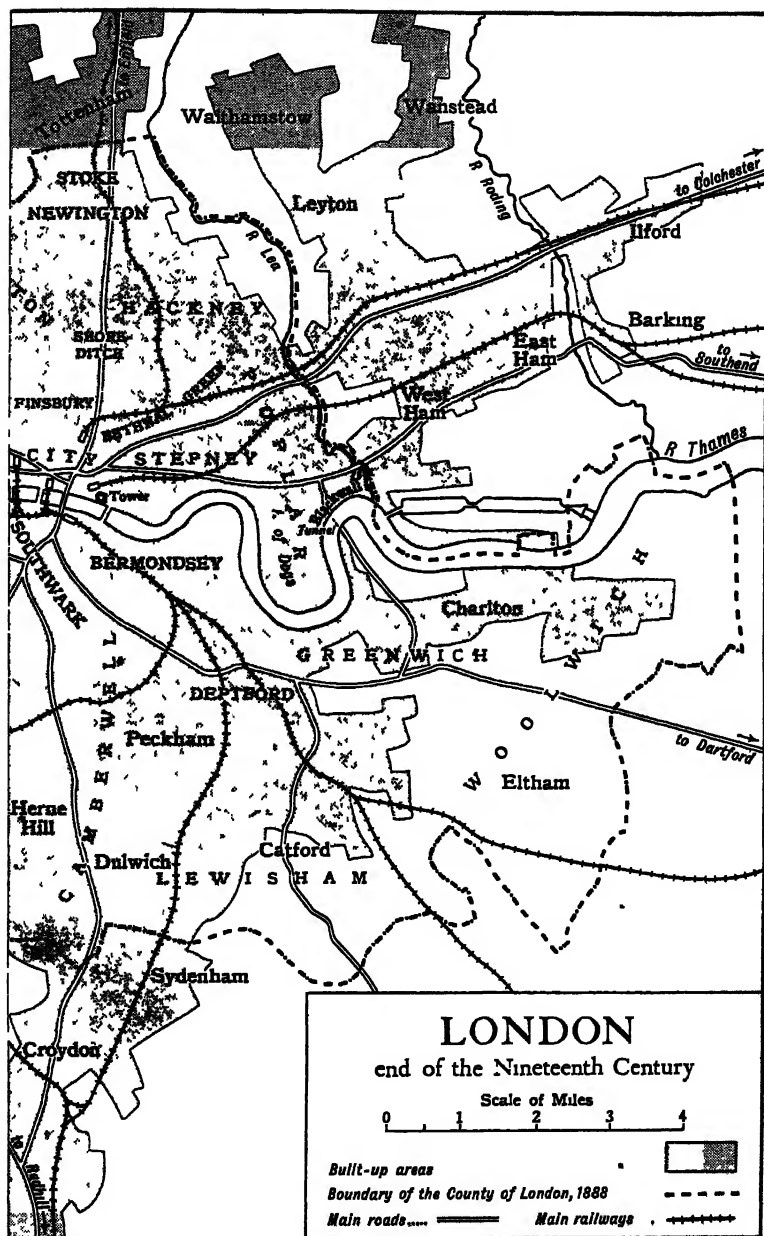 Tottenham
Walthamstow
Wanstead
STOKE
NEWINGTON
Leyton
R Lea
R Roding
to Colchester
Ilford
HACKNEY
SHORE
DITCH
Barking
to
Southend
East
Ham
FINSBURY
BETHNAL GREEN
West
Ham
CITY
STEPNEY
R Thames
Tower
POPLAR
Blackwall
Tunnel
I. of Dogs
SOUTHWARK
BERMONDSEY
Charlton
WOOLWICH
GREENWICH
DEPTFORD
CAMBERWELL
Peckham
to Dartford
Eltham
Herne
Hill
Dulwich
Catford
LEWISHAM
Sydenham
Croydon
to Redhill
LONDON
end of the Nineteenth Century
Scale of Miles
0 1 2 3 4
Built-up areas
Boundary of the County of London, 1888
Main roads..... Main railways .